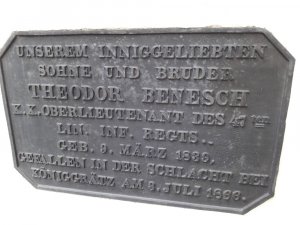 UNSEREM INNIGGELIEBTEN
SOHNE UND BRUDER
THEODOR BENESCH
K.K. OBERLIEUTENANT DES 47 ten
LIN. INF. REGTS.
GEB. 9. MÄRZ 1839.
GEFALLEN IN DER SCHLACHT BEI
KÖNIGGRÄTZ AM 3. JULI 1866.